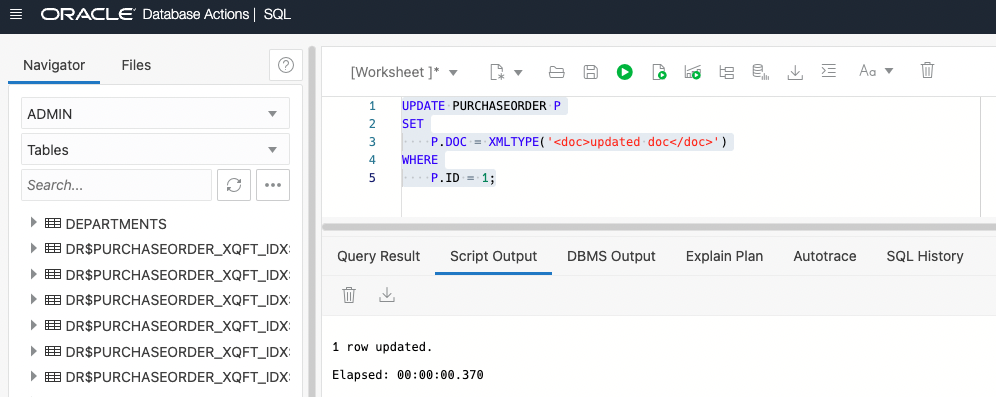 ORACLE Database Actions | SQL
Navigator Files
ADMIN
Tables
Search...
DEPARTMENTS
DR$PURCHASEORDER_XQFT_IDX
DR$PURCHASEORDER_XQFT_IDX
DR$PURCHASEORDER_XQFT_IDX
DR$PURCHASEORDER_XQFT_IDX
DR$PURCHASEORDER_XQFT_IDX
DR$PURCHASEORDER_XQFT_IDX
[Worksheet ]* Aa
1 UPDATE PURCHASEORDER P
2 SET
3 P.DOC = XMLTYPE('<doc>updated doc</doc>')
4 WHERE
5 P.ID = 1;
Query Result Script Output DBMS Output Explain Plan Autotrace SQL History
1 row updated.
Elapsed: 00:00:00.370